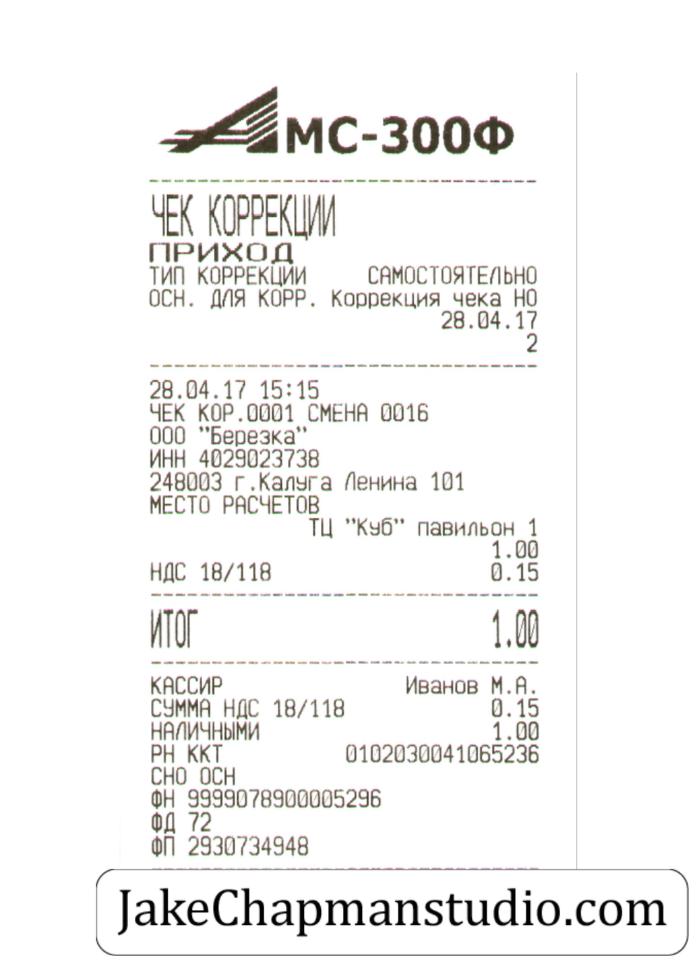 АМС-300Ф
ЧЕК КОРРЕКЦИИ
ПРИХОД
ТИП КОРРЕКЦИИ САМОСТОЯТЕЛЬНО
ОСН. ДЛЯ КОРР. Коррекция чека НО
28.04.17
2
28.04.17 15:15
ЧЕК КОР.0001 СМЕНА 0016
ООО "Березка"
ИНН 4029023738
248003 г.Калуга Ленина 101
МЕСТО РАСЧЕТОВ
ТЦ "Куб" павильон 1
1.00
НДС 18/118 0.15
ИТОГ 1.00
КАССИР Иванов М.А.
СУММА НДС 18/118 0.15
НАЛИЧНЫМИ 1.00
РН ККТ 0102030041065236
СНО ОСН
ФН 9999078900005296
ФД 72
ФП 2930734948
JakeChapmanstudio.com